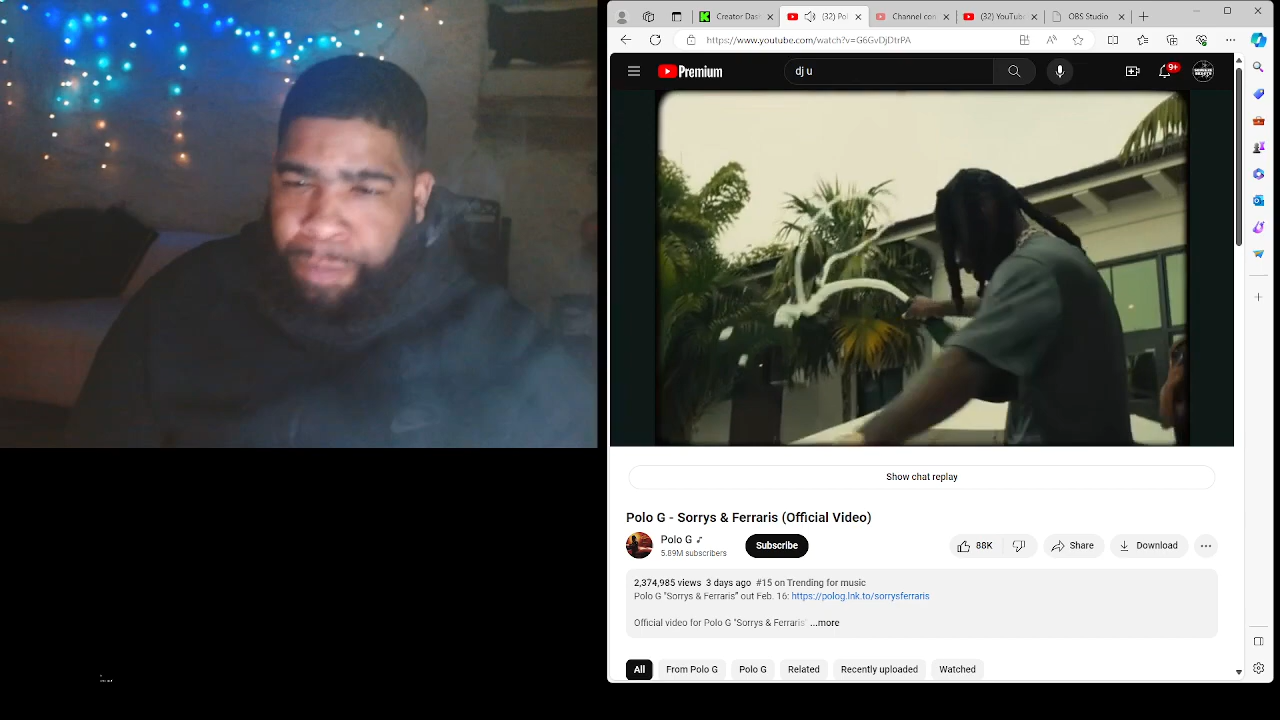 Creator Das
(32) Pol
Channel con
(32) YouTub
OBS Studio
https://www.youtube.com/watch?v=G6GvDjDtrPA
Premium
dj u
9+
Show chat replay
Polo G - Sorrys & Ferraris (Official Video)
Polo G
5.89M subscribers
Subscribe
88K
Share
Download
2,374,985 views 3 days ago #15 on Trending for music
Polo G "Sorrys & Ferraris" out Feb. 16: https://polog.lnk.to/sorrysferraris
Official video for Polo G "Sorrys & Ferraris' ...more
All
From Polo G
Polo G
Related
Recently uploaded
Watched